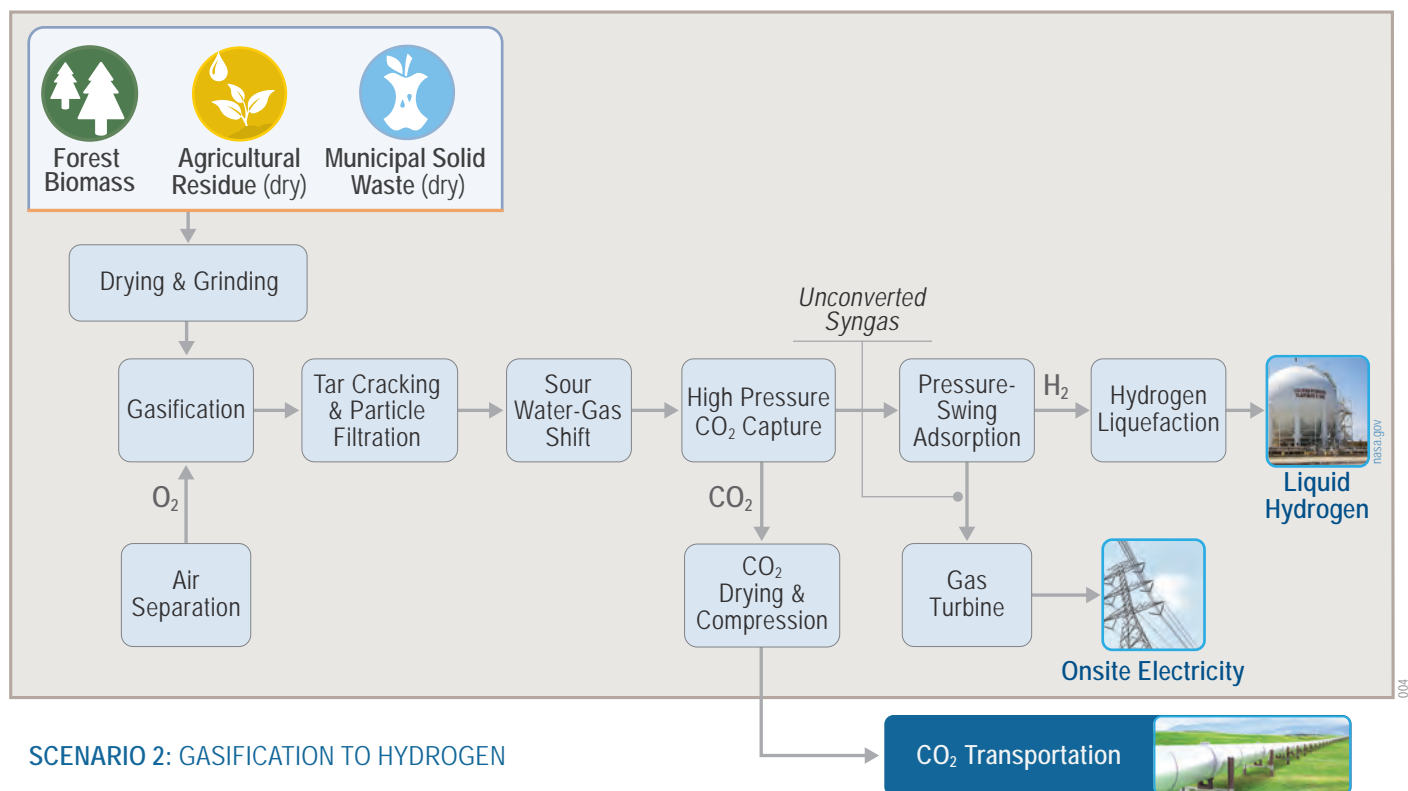 Forest
Biomass
Agricultural
Residue (dry)
Municipal Solid
Waste (dry)
Drying & Grinding
Unconverted
Syngas
Gasification
Tar Cracking
& Particle
Filtration
Sour
Water-Gas
Shift
High Pressure
CO₂ Capture
Pressure-
Swing
Adsorption
H₂
Hydrogen
Liquefaction
nasa.gov
Liquid
Hydrogen
O₂
CO₂
Air
Separation
CO₂
Drying &
Compression
Gas
Turbine
Onsite Electricity
004
SCENARIO 2: GASIFICATION TO HYDROGEN
CO₂ Transportation